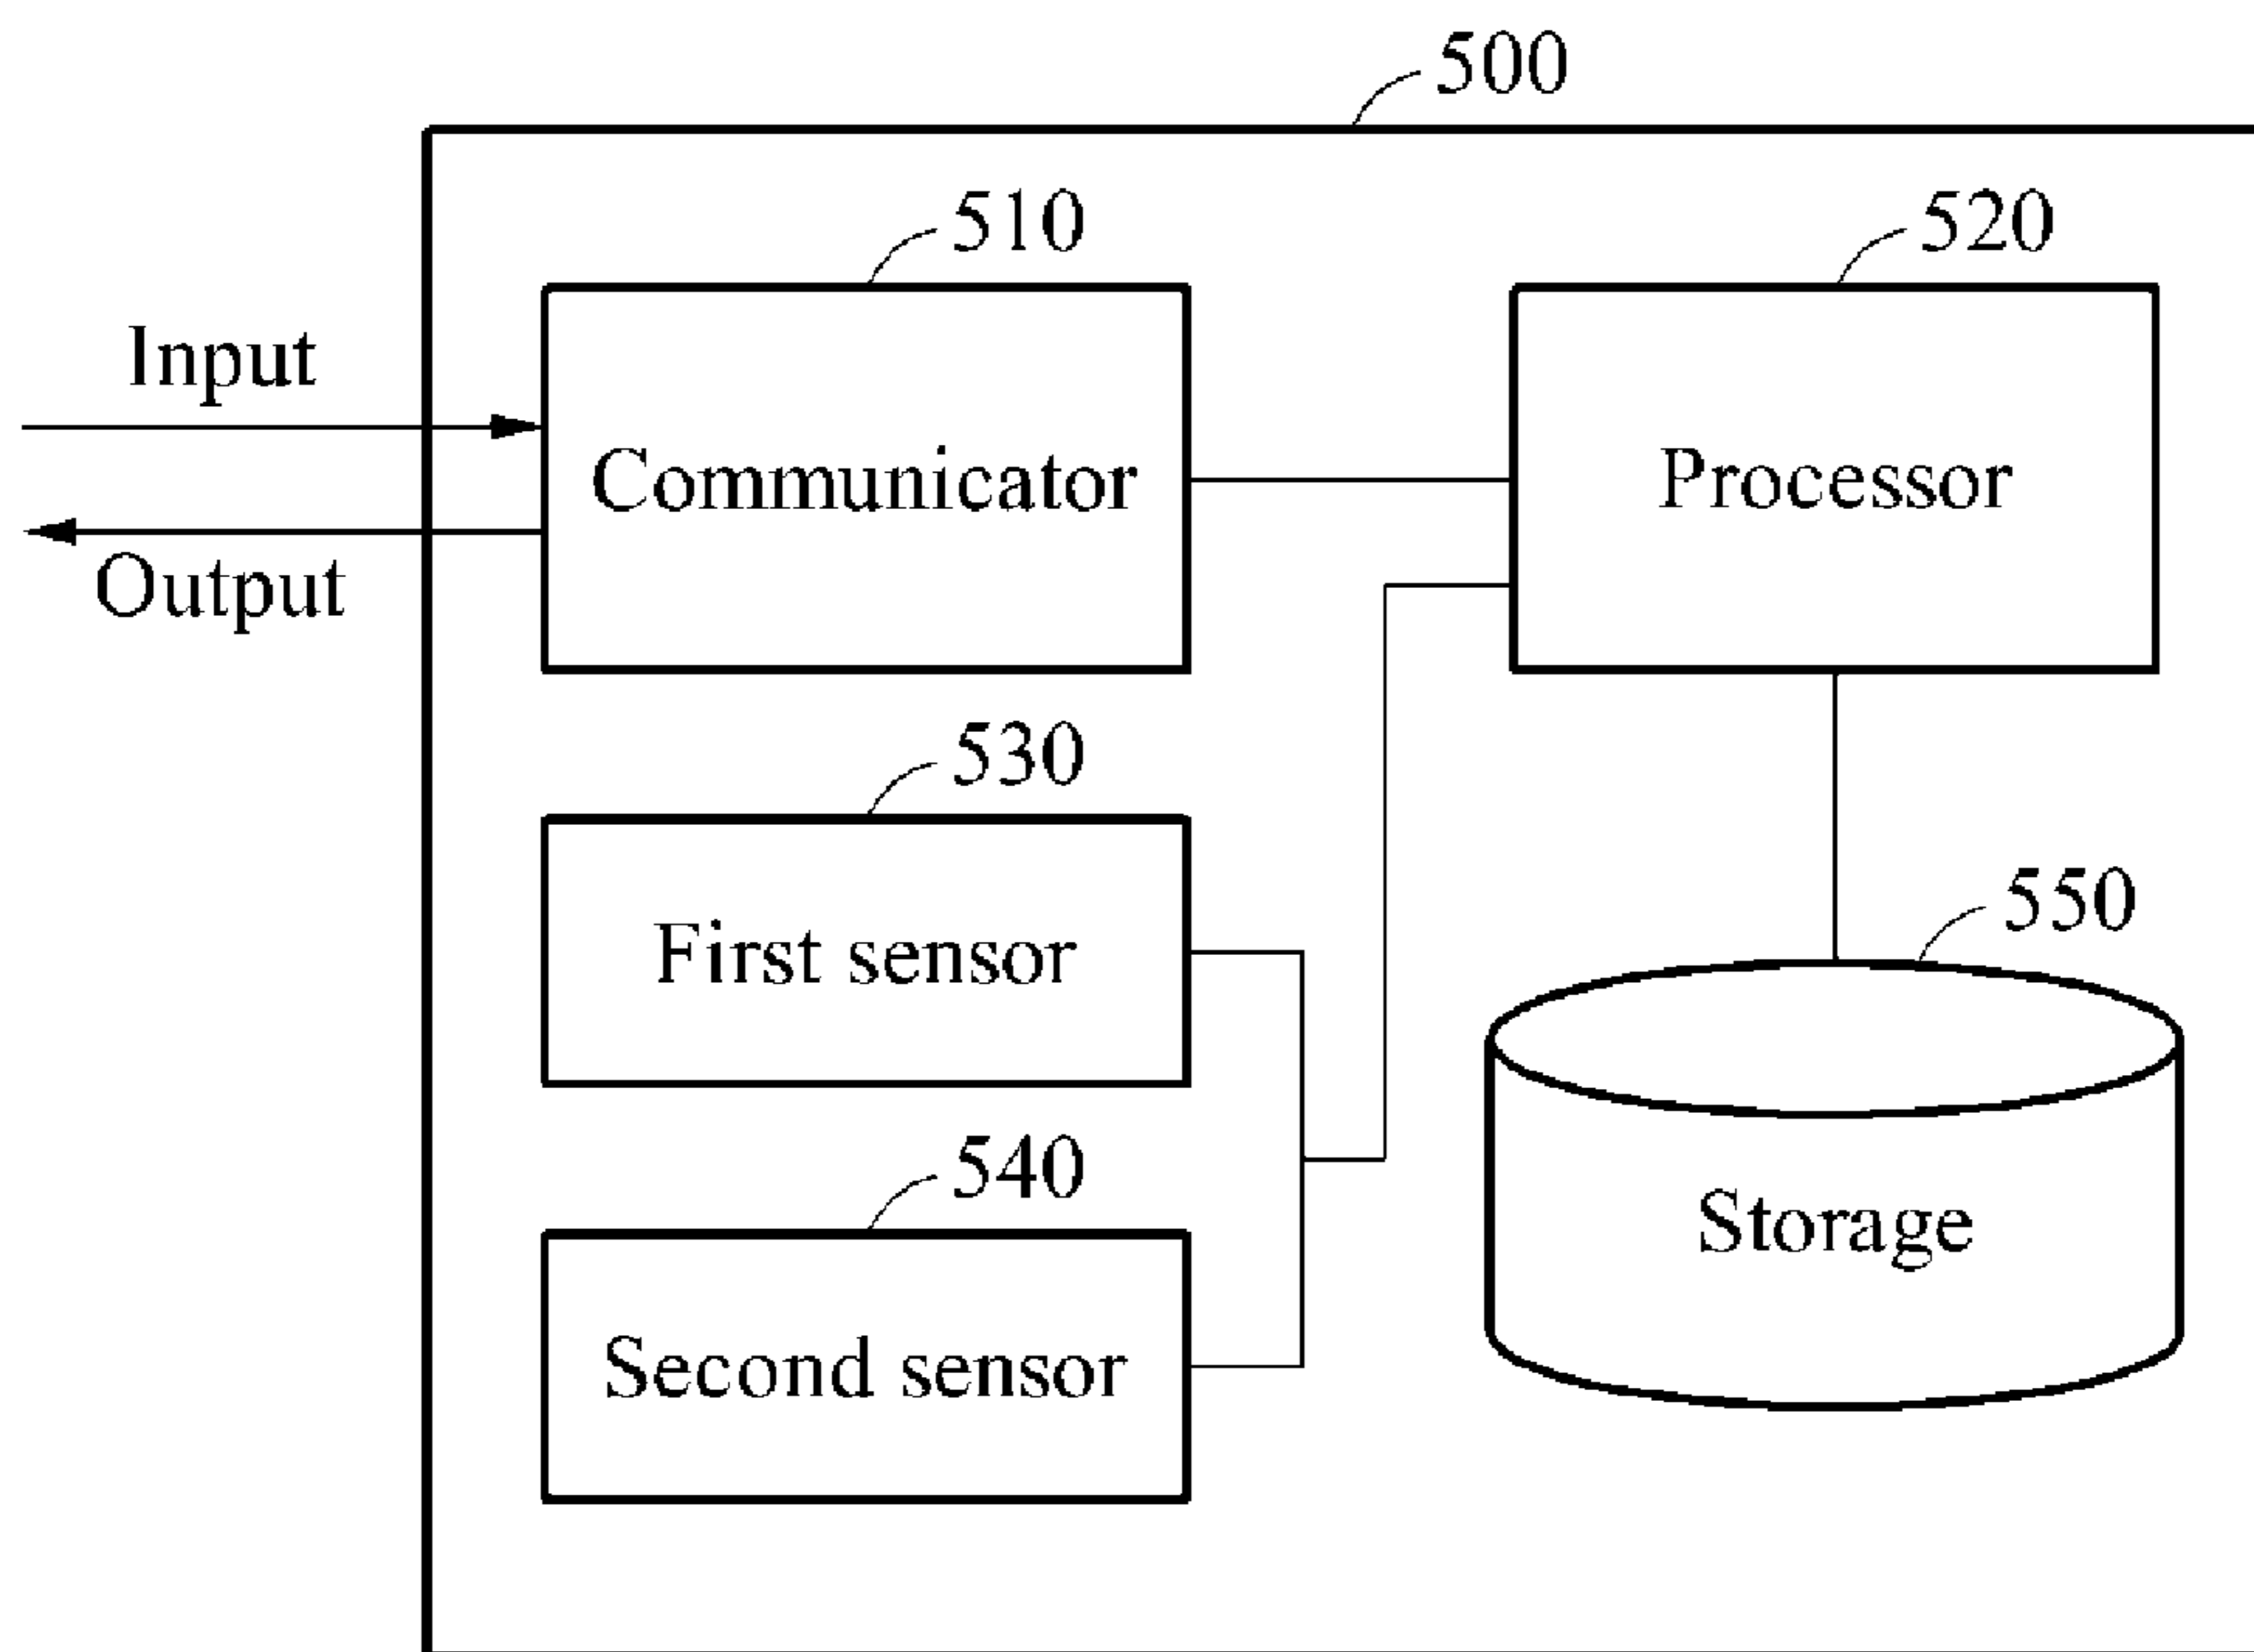 500
510
520
Input
Communicator
Processor
Output
530
First sensor
550
540
Storage
Second sensor